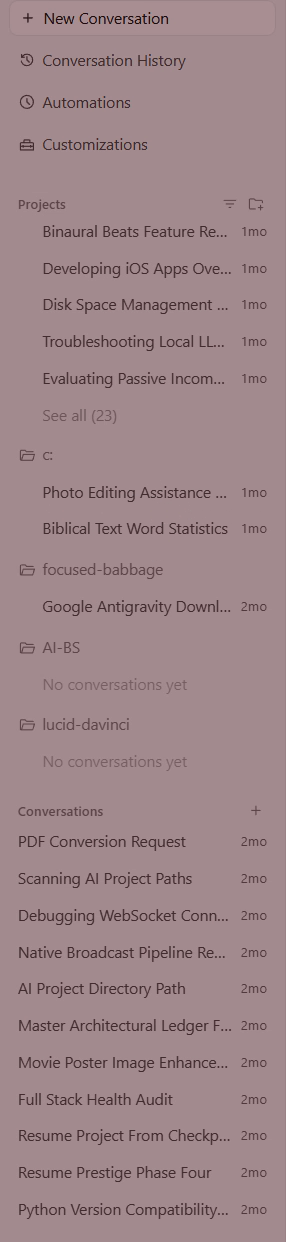 New Conversation
Conversation History
Automations
Customizations
Projects
Binaural Beats Feature Re... 1mo
Developing iOS Apps Ove... 1mo
Disk Space Management ... 1mo
Troubleshooting Local LL... 1mo
Evaluating Passive Incom... 1mo
See all (23)
c:
Photo Editing Assistance ... 1mo
Biblical Text Word Statistics 1mo
focused-babbage
Google Antigravity Downl... 2mo
AI-BS
No conversations yet
lucid-davinci
No conversations yet
Conversations
PDF Conversion Request 2mo
Scanning AI Project Paths 2mo
Debugging WebSocket Conn... 2mo
Native Broadcast Pipeline Re... 2mo
AI Project Directory Path 2mo
Master Architectural Ledger F... 2mo
Movie Poster Image Enhance... 2mo
Full Stack Health Audit 2mo
Resume Project From Checkp... 2mo
Resume Prestige Phase Four 2mo
Python Version Compatibility... 2mo